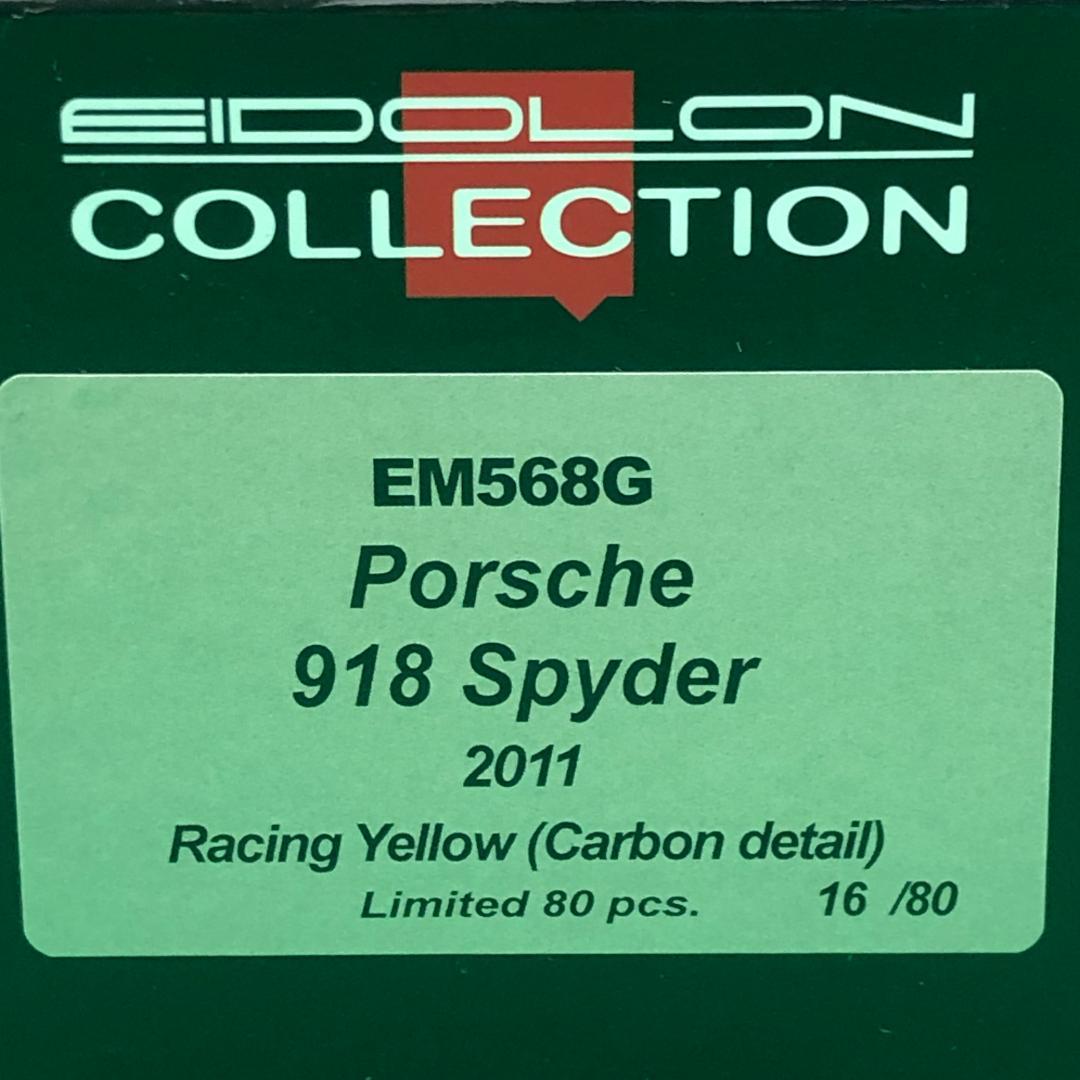 EIDOLON
COLLECTION
EM568G
Porsche
918 Spyder
2011
Racing Yellow (Carbon detail)
Limited 80 pcs. 16 /80